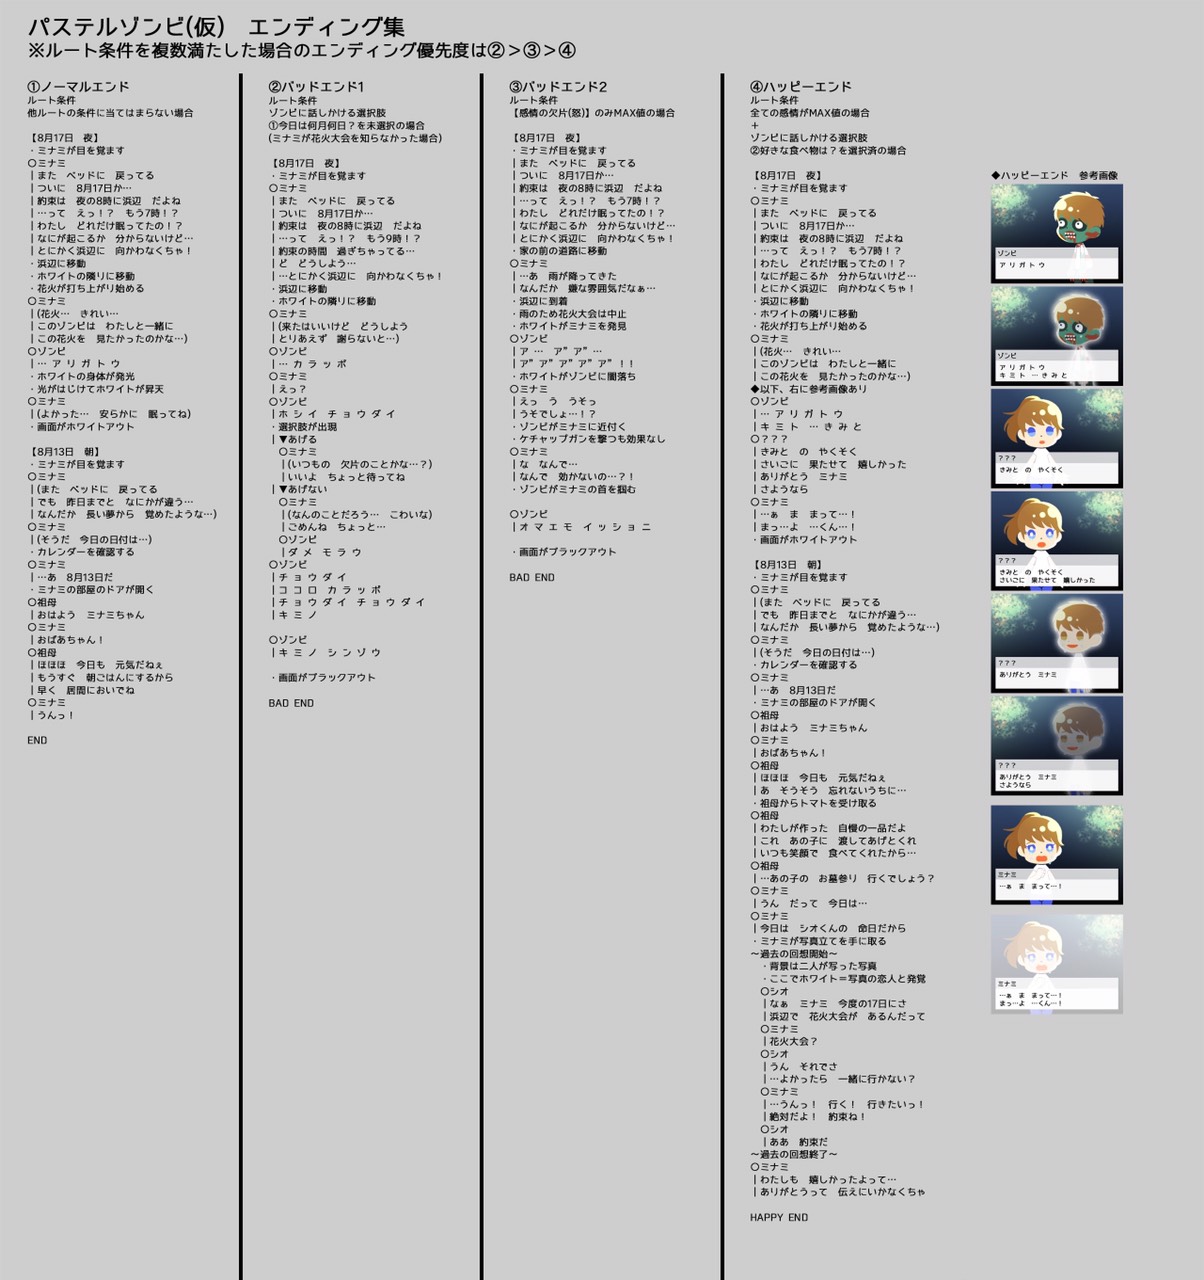 パステルゾンビ(仮)　エンディング集
※ルート条件を複数満たした場合のエンディング優先度は②＞③＞④
①ノーマルエンド
ルート条件
他ルートの条件に当てはまらない場合
【8月17日　夜】
・ミナミが目を覚ます
〇ミナミ
｜また　ベッドに　戻ってる
｜ついに　8月17日か…
｜約束は　夜の8時に浜辺　だよね
｜…って　えっ！？　もう7時！？
｜わたし　どれだけ眠ってたの！？
｜なにが起こるか　分からないけど…
｜とにかく浜辺に　向かわなくちゃ！
・浜辺に移動
・ホワイトの隣りに移動
・花火が打ち上がり始める
〇ミナミ
｜(花火…　きれい…
｜このゾンビは　わたしと一緒に
｜この花火を　見たかったのかな…)
〇ゾンビ
｜… ア リ ガ ト ウ
・ホワイトの身体が発光
・光がはじけてホワイトが昇天
〇ミナミ
｜(よかった…　安らかに　眠ってね)
・画面がホワイトアウト
【8月13日　朝】
・ミナミが目を覚ます
〇ミナミ
｜(また　ベッドに　戻ってる
｜でも　昨日までと　なにかが違う…
｜なんだか　長い夢から　覚めたような…)
〇ミナミ
｜(そうだ　今日の日付は…)
・カレンダーを確認する
〇ミナミ
｜…あ　8月13日だ
・ミナミの部屋のドアが開く
〇祖母
｜おはよう　ミナミちゃん
〇ミナミ
｜おばあちゃん！
〇祖母
｜ほほほ　今日も　元気だねぇ
｜もうすぐ　朝ごはんにするから
｜早く　居間においでね
〇ミナミ
｜うんっ！
END
②バッドエンド1
ルート条件
ゾンビに話しかける選択肢
①今日は何月何日？を未選択の場合
(ミナミが花火大会を知らなかった場合)
【8月17日　夜】
・ミナミが目を覚ます
〇ミナミ
｜また　ベッドに　戻ってる
｜ついに　8月17日か…
｜約束は　夜の8時に浜辺　だよね
｜…って　えっ！？　もう9時！？
｜約束の時間　過ぎちゃってる…
｜ど　どうしよう…
｜…とにかく浜辺に　向かわなくちゃ！
・浜辺に移動
・ホワイトの隣りに移動
〇ミナミ
｜(来たはいいけど　どうしよう
｜とりあえず　謝らないと…)
〇ゾンビ
｜… カ ラ ッ ポ
〇ミナミ
｜えっ？
〇ゾンビ
｜ホ シ イ　チ ョ ウ ダ イ
・選択肢が出現
｜▼あげる
〇ミナミ
｜(いつもの　欠片のことかな…？)
｜いいよ　ちょっと待ってね
｜▼あげない
〇ミナミ
｜(なんのことだろう…　こわいな)
｜ごめんね　ちょっと…
〇ゾンビ
｜ダ メ　モ ラ ウ
〇ゾンビ
｜チ ョ ウ ダ イ
｜コ コ ロ　カ ラ ッ ポ
｜チ ョ ウ ダ イ　チ ョ ウ ダ イ
｜キ ミ ノ
〇ゾンビ
｜キ ミ ノ　シ ン ゾ ウ
・画面がブラックアウト
BAD END
③バッドエンド2
ルート条件
【感情の欠片(怒)】のみMAX値の場合
【8月17日　夜】
・ミナミが目を覚ます
〇ミナミ
｜また　ベッドに　戻ってる
｜ついに　8月17日か…
｜約束は　夜の8時に浜辺　だよね
｜…って　えっ！？　もう7時！？
｜わたし　どれだけ眠ってたの！？
｜なにが起こるか　分からないけど…
｜とにかく浜辺に　向かわなくちゃ！
・家の前の道路に移動
〇ミナミ
｜…あ　雨が降ってきた
｜なんだか　嫌な雰囲気だなぁ…
・浜辺に到着
・雨のため花火大会は中止
・ホワイトがミナミを発見
〇ゾンビ
｜ア …　ア” ア” …
｜ア” ア” ア” ア” ア” ！！
・ホワイトがゾンビに闇落ち
〇ミナミ
｜えっ　う　うそっ
｜うそでしょ…！？
・ゾンビがミナミに近付く
・ケチャップガンを撃つも効果なし
〇ミナミ
｜な　なんで…
｜なんで　効かないの…？！
・ゾンビがミナミの首を掴む
〇ゾンビ
｜オ マ エ モ　イ ッ シ ョ ニ
・画面がブラックアウト
BAD END
④ハッピーエンド
ルート条件
全ての感情がMAX値の場合
＋
ゾンビに話しかける選択肢
②好きな食べ物は？を選択済の場合
【8月17日　夜】
・ミナミが目を覚ます
〇ミナミ
｜また　ベッドに　戻ってる
｜ついに　8月17日か…
｜約束は　夜の8時に浜辺　だよね
｜…って　えっ！？　もう7時！？
｜わたし　どれだけ眠ってたの！？
｜なにが起こるか　分からないけど…
｜とにかく浜辺に　向かわなくちゃ！
・浜辺に移動
・ホワイトの隣りに移動
・花火が打ち上がり始める
〇ミナミ
｜(花火…　きれい…
｜このゾンビは　わたしと一緒に
｜この花火を　見たかったのかな…)
◆以下、右に参考画像あり
〇ゾンビ
｜… ア リ ガ ト ウ
｜キ ミ ト　… き み と
〇？？？
｜きみと　の　やくそく
｜さいごに　果たせて　嬉しかった
｜ありがとう　ミナミ
｜さようなら
〇ミナミ
｜…ぁ　ま　まって…！
｜まっ…よ　…くん…！
・画面がホワイトアウト
【8月13日　朝】
・ミナミが目を覚ます
〇ミナミ
｜(また　ベッドに　戻ってる
｜でも　昨日までと　なにかが違う…
｜なんだか　長い夢から　覚めたような…)
〇ミナミ
｜(そうだ　今日の日付は…)
・カレンダーを確認する
〇ミナミ
｜…あ　8月13日だ
・ミナミの部屋のドアが開く
〇祖母
｜おはよう　ミナミちゃん
〇ミナミ
｜おばあちゃん！
〇祖母
｜ほほほ　今日も　元気だねぇ
｜あ　そうそう　忘れないうちに…
・祖母からトマトを受け取る
〇祖母
｜わたしが作った　自慢の一品だよ
｜これ　あの子に　渡してあげとくれ
｜いつも笑顔で　食べてくれたから…
〇祖母
｜…あの子の　お墓参り　行くでしょう？
〇ミナミ
｜うん　だって　今日は…
〇ミナミ
｜今日は　シオくんの　命日だから
・ミナミが写真立てを手に取る
～過去の回想開始～
・背景は二人が写った写真
・ここでホワイト＝写真の恋人と発覚
〇シオ
｜なぁ　ミナミ　今度の17日にさ
｜浜辺で　花火大会が　あるんだって
〇ミナミ
｜花火大会？
〇シオ
｜うん　それでさ
｜…よかったら　一緒に行かない？
〇ミナミ
｜…うんっ！　行く！　行きたいっ！
｜絶対だよ！　約束ね！
〇シオ
｜ああ　約束だ
～過去の回想終了～
〇ミナミ
｜わたしも　嬉しかったよって…
｜ありがとうって　伝えにいかなくちゃ
HAPPY END
◆ハッピーエンド　参考画像
ゾンビ
ア リ ガ ト ウ
ゾンビ
ア リ ガ ト ウ
キ ミ ト　… き み と
？？？
きみと　の　やくそく
？？？
きみと　の　やくそく
さいごに　果たせて　嬉しかった
？？？
ありがとう　ミナミ
？？？
ありがとう　ミナミ
さようなら
ミナミ
…ぁ　ま　まって…！
ミナミ
…ぁ　ま　まって…！
まっ…よ　…くん…！